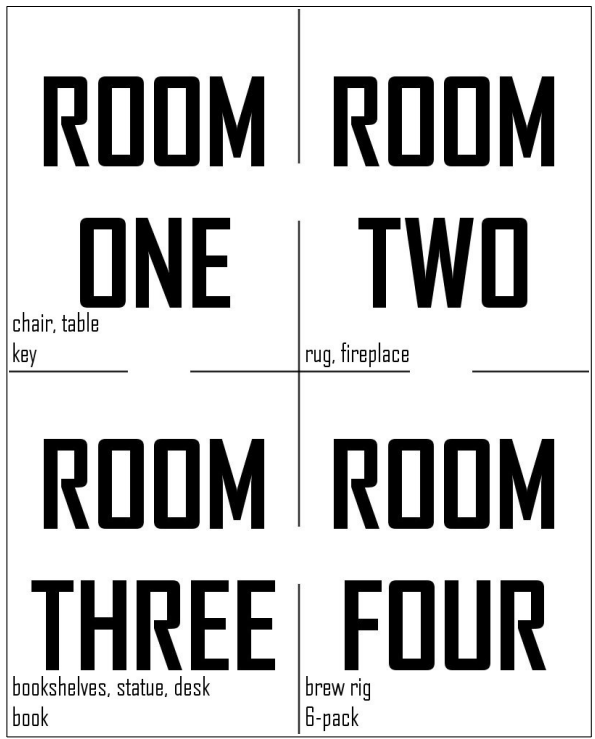 ROOM
ONE
chair, table
key
ROOM
TWO
rug, fireplace
ROOM
THREE
bookshelves, statue, desk
book
ROOM
FOUR
brew rig
6-pack